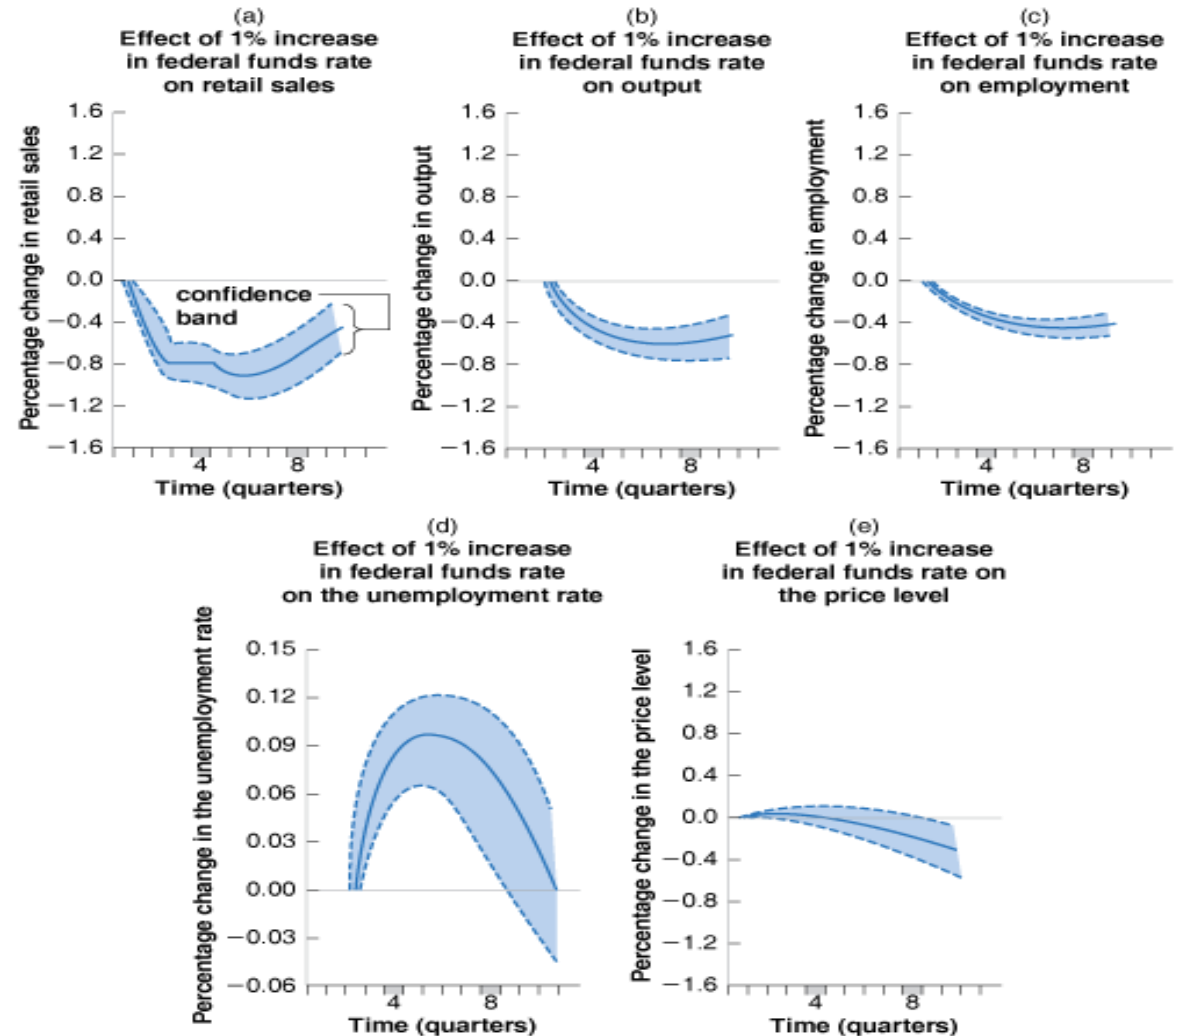 (a)
Effect of 1% increase
in federal funds rate
on retail sales
Percentage change in retail sales
1.6
1.2
0.8
0.4
0.0
−0.4
−0.8
−1.2
−1.6
confidence
band
4 8
Time (quarters)
(b)
Effect of 1% increase
in federal funds rate
on output
Percentage change in output
1.6
1.2
0.8
0.4
0.0
−0.4
−0.8
−1.2
−1.6
4 8
Time (quarters)
(c)
Effect of 1% increase
in federal funds rate
on employment
Percentage change in employment
1.6
1.2
0.8
0.4
0.0
−0.4
−0.8
−1.2
−1.6
4 8
Time (quarters)
(d)
Effect of 1% increase
in federal funds rate
on the unemployment rate
Percentage change in the unemployment rate
0.15
0.12
0.09
0.06
0.03
0.00
−0.03
−0.06
4 8
Time (quarters)
(e)
Effect of 1% increase
in federal funds rate on
the price level
Percentage change in the price level
1.6
1.2
0.8
0.4
0.0
−0.4
−0.8
−1.2
−1.6
4 8
Time (quarters)